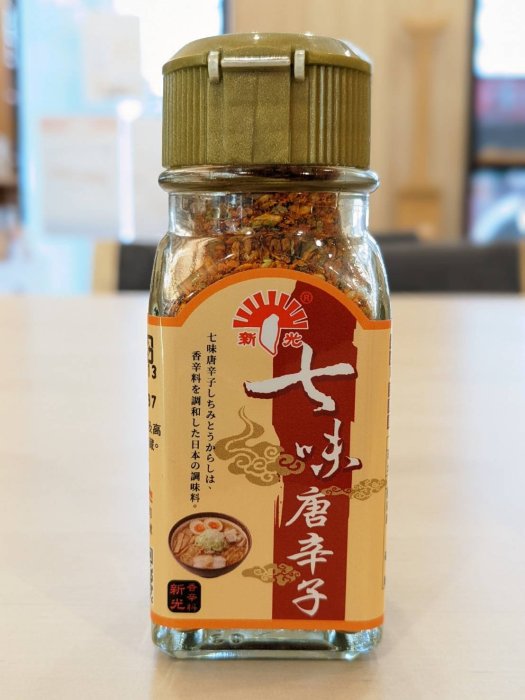 新光®
七味唐辛子
七味唐辛子しちみとうがらしは、
香辛料を調和した日本の調味料。
香辛料
新光